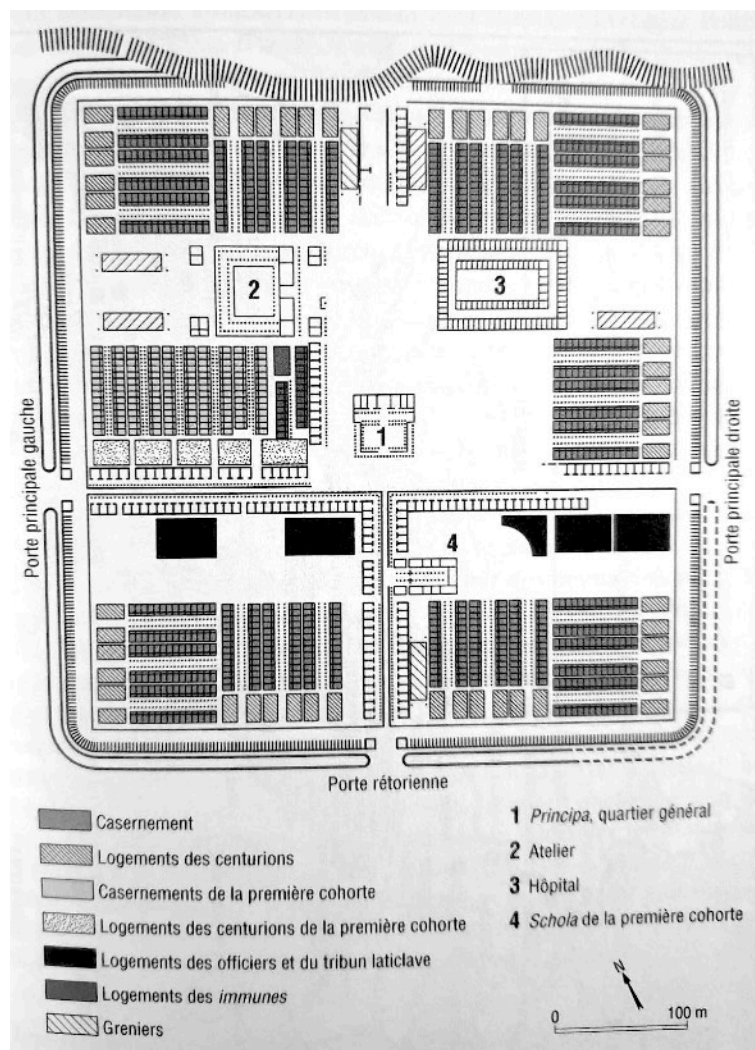 2
3
1
Porte principale gauche
Porte principale droite
4
Porte rétorienne
Casernement
Logements des centurions
Casernements de la première cohorte
Logements des centurions de la première cohorte
Logements des officiers et du tribun laticlave
Logements des immunes
Greniers
1 Principa, quartier général
2 Atelier
3 Hôpital
4 Schola de la première cohorte
N
0 100 m